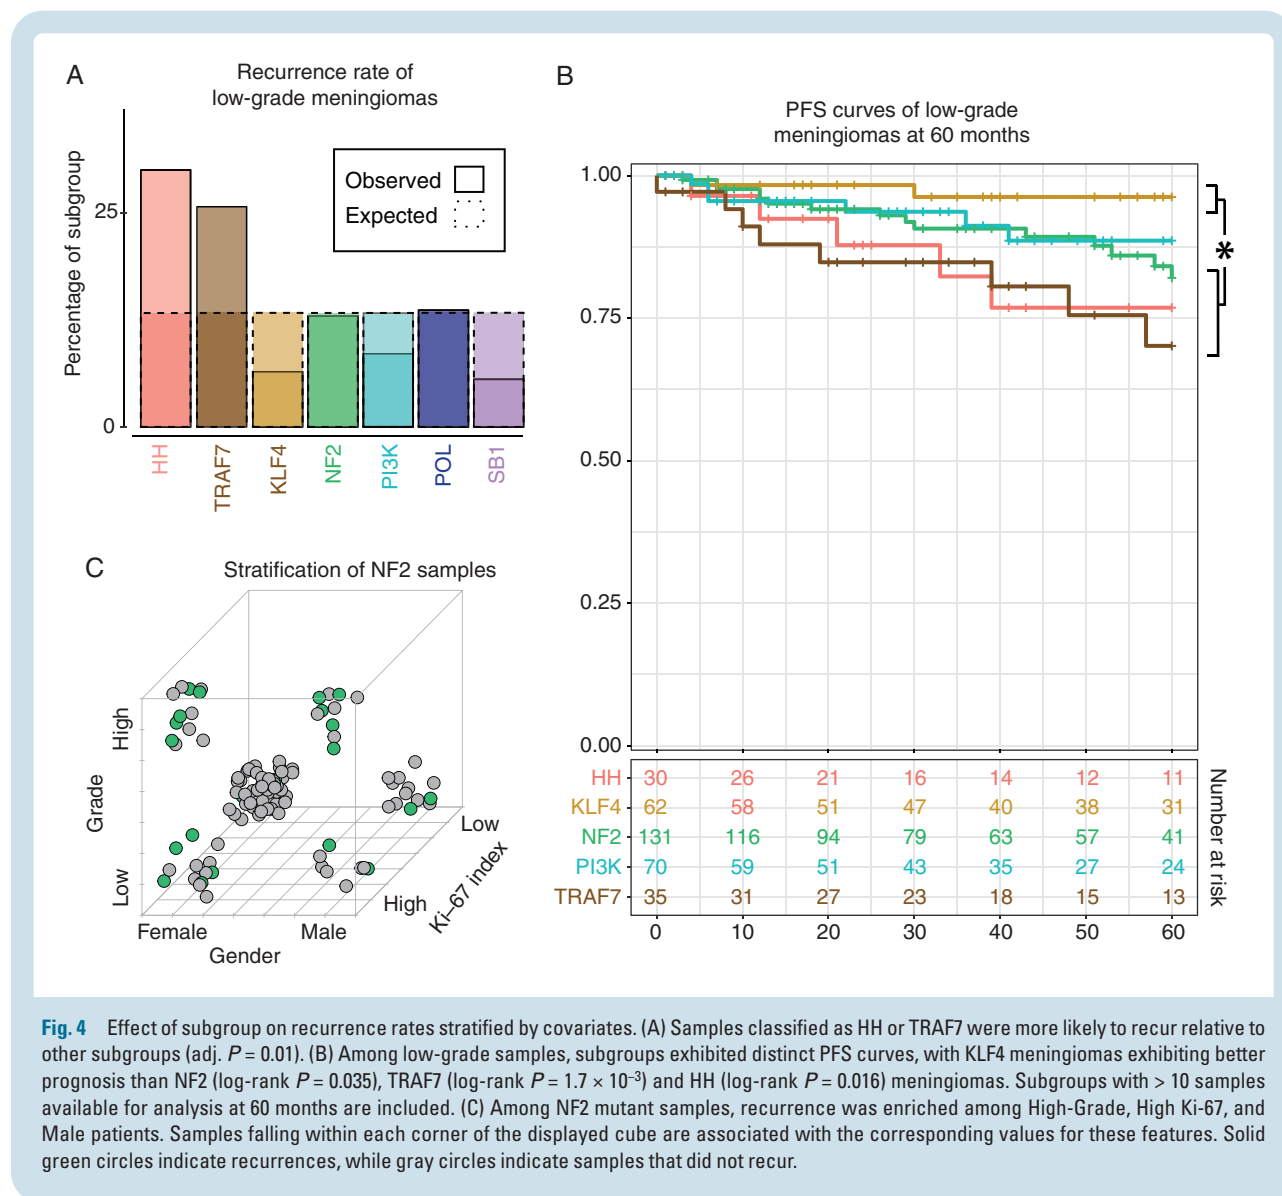 A
Recurrence rate of
low-grade meningiomas
Percentage of subgroup
25
0
Observed
Expected
HH
TRAF7
KLF4
NF2
PI3K
POL
SB1
B
PFS curves of low-grade
meningiomas at 60 months
1.00
0.75
0.50
0.25
0.00
*
HH 30 26 21 16 14 12 11
KLF4 62 58 51 47 40 38 31
NF2 131 116 94 79 63 57 41
PI3K 70 59 51 43 35 27 24
TRAF7 35 31 27 23 18 15 13
0 10 20 30 40 50 60
Number at risk
C
Stratification of NF2 samples
High
Grade
Low
Female
Male
Gender
Low
High
Ki–67 index
Fig. 4 Effect of subgroup on recurrence rates stratified by covariates. (A) Samples classified as HH or TRAF7 were more likely to recur relative to
other subgroups (adj. P = 0.01). (B) Among low-grade samples, subgroups exhibited distinct PFS curves, with KLF4 meningiomas exhibiting better
prognosis than NF2 (log-rank P = 0.035), TRAF7 (log-rank P = 1.7 × 10⁻³) and HH (log-rank P = 0.016) meningiomas. Subgroups with > 10 samples
available for analysis at 60 months are included. (C) Among NF2 mutant samples, recurrence was enriched among High-Grade, High Ki-67, and
Male patients. Samples falling within each corner of the displayed cube are associated with the corresponding values for these features. Solid
green circles indicate recurrences, while gray circles indicate samples that did not recur.